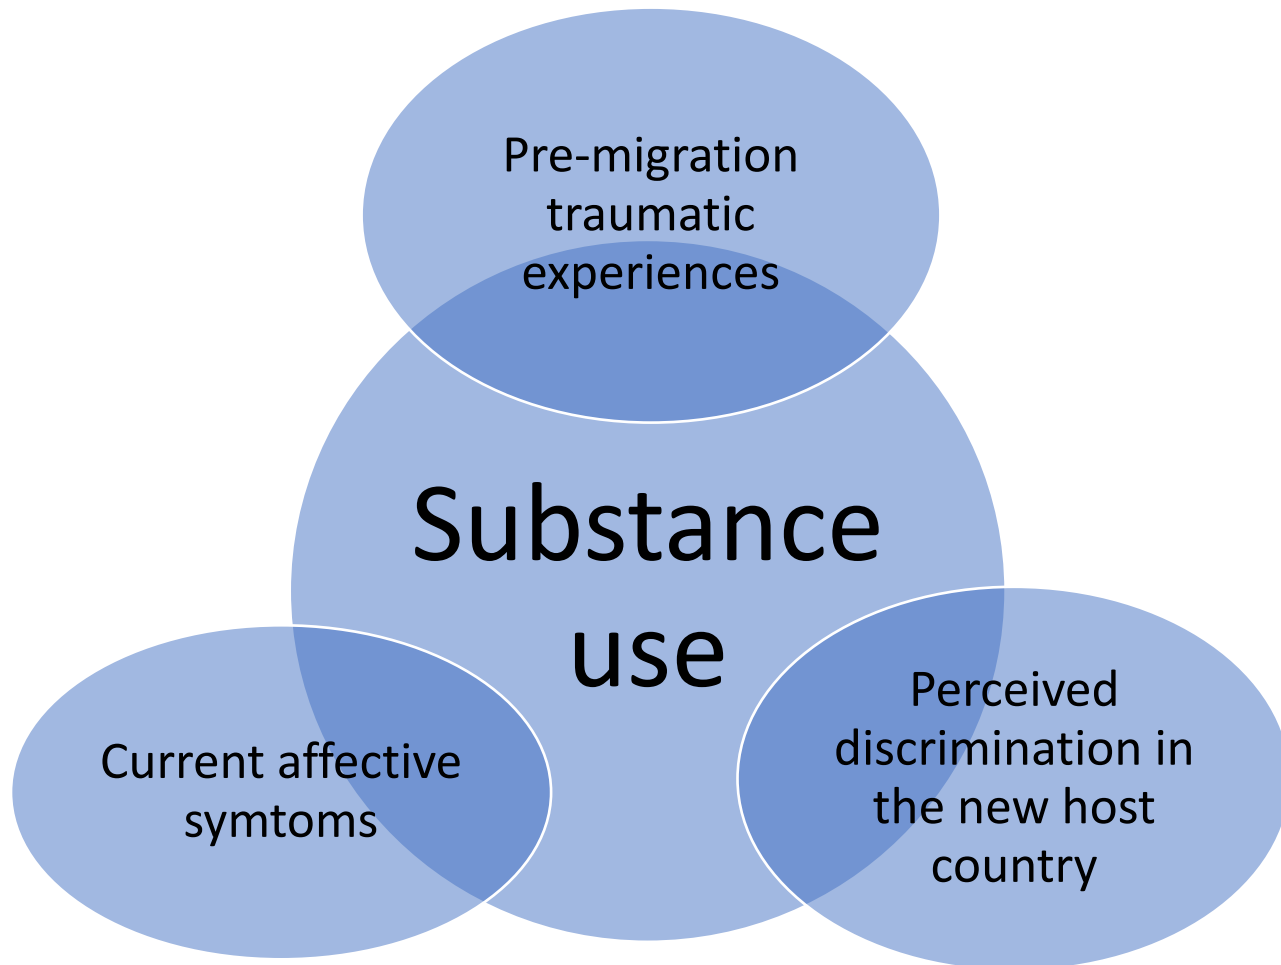 Pre-migration
traumatic
experiences
Substance
use
Current affective
symtoms
Perceived
discrimination in
the new host
country